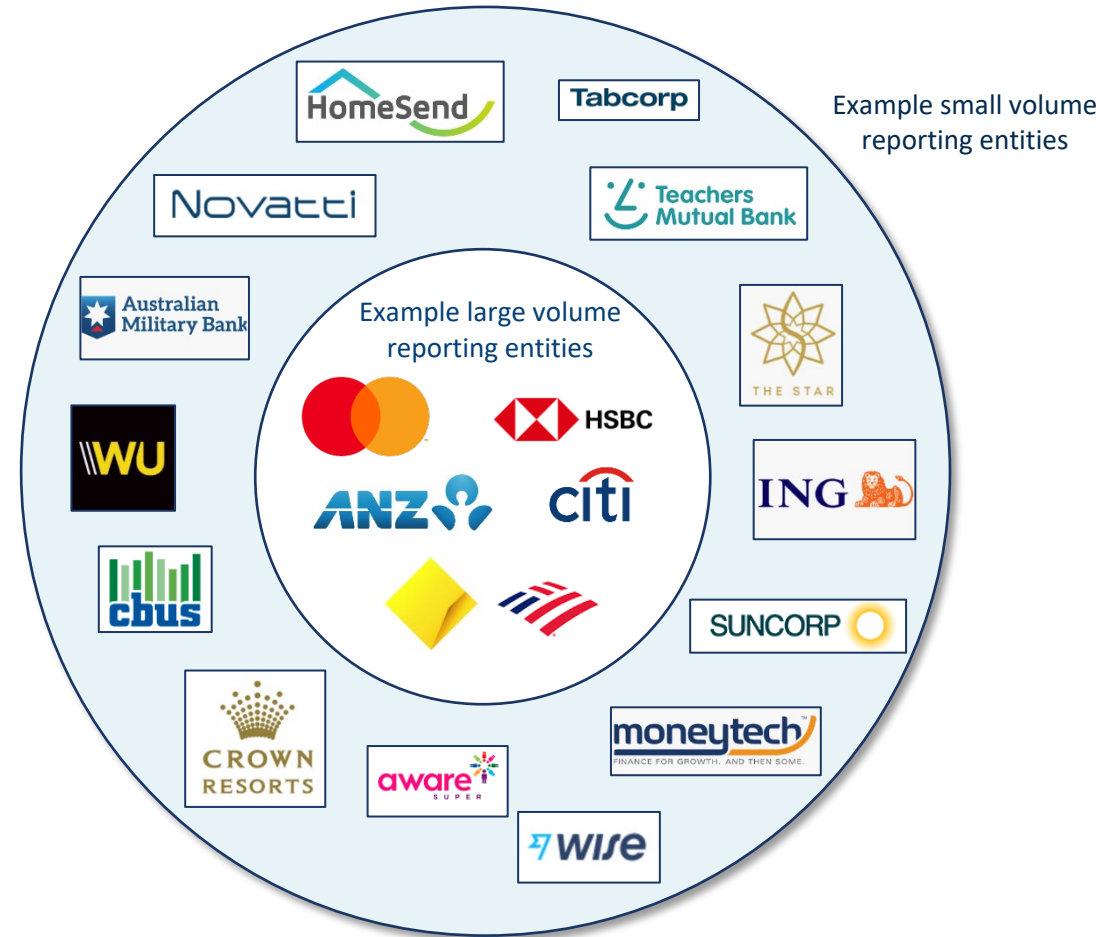 HomeSend
Tabcorp
Example small volume
reporting entities
Novatti
Teachers
Mutual Bank
Australian
Military Bank
Example large volume
reporting entities
THE STAR
HSBC
WU
ANZ
citi
ING
cbus
SUNCORP
CROWN
RESORTS
moneytech™
FINANCE FOR GROWTH. AND THEN SOME.
aware
SUPER
WISE